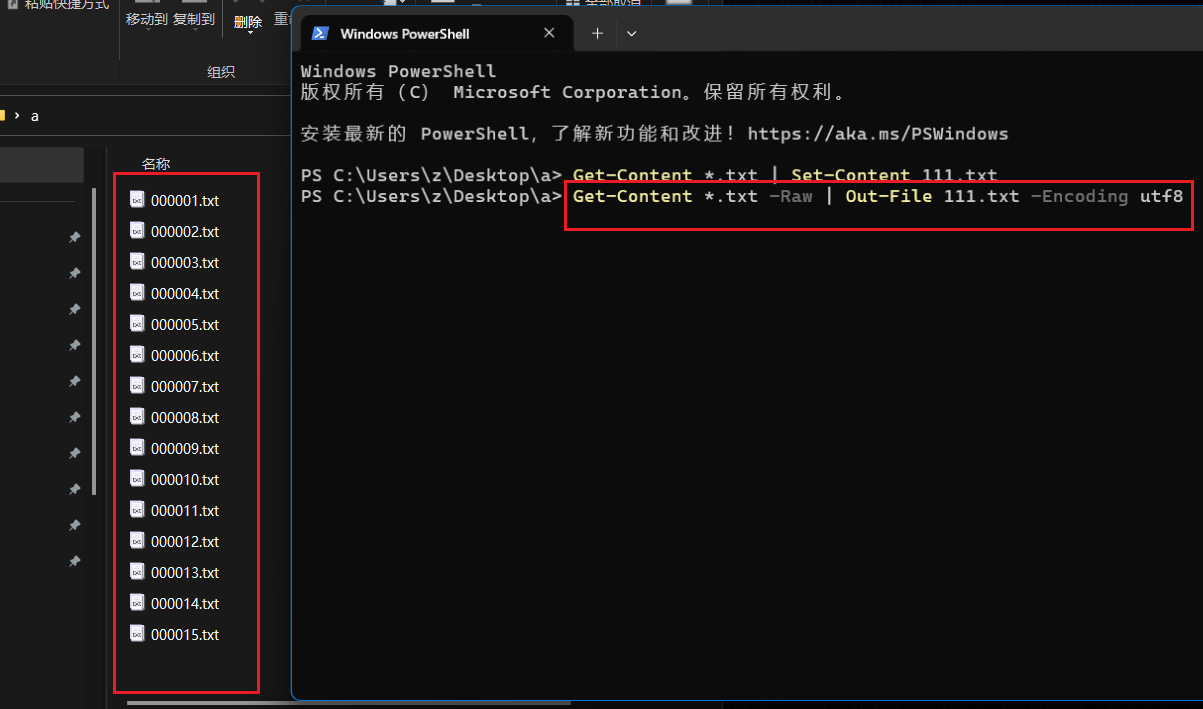 粘贴快捷方式
移动到 复制到 删除
组织
a
名称
000001.txt
000002.txt
000003.txt
000004.txt
000005.txt
000006.txt
000007.txt
000008.txt
000009.txt
000010.txt
000011.txt
000012.txt
000013.txt
000014.txt
000015.txt
全部取消
Windows PowerShell
Windows PowerShell
版权所有（C） Microsoft Corporation。保留所有权利。
安装最新的 PowerShell，了解新功能和改进！https://aka.ms/PSWindows
PS C:\Users\z\Desktop\a> Get-Content *.txt | Set-Content 111.txt
PS C:\Users\z\Desktop\a> Get-Content *.txt -Raw | Out-File 111.txt -Encoding utf8